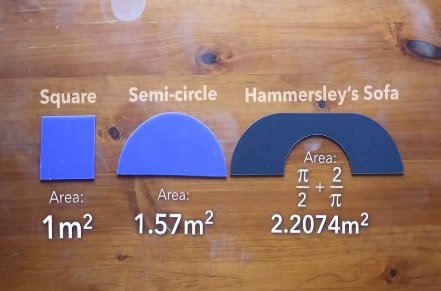 Square
Area:
1m²
Semi-circle
Area:
1.57m²
Hammersley's Sofa
Area:
π/2 + 2/π
2.2074m²